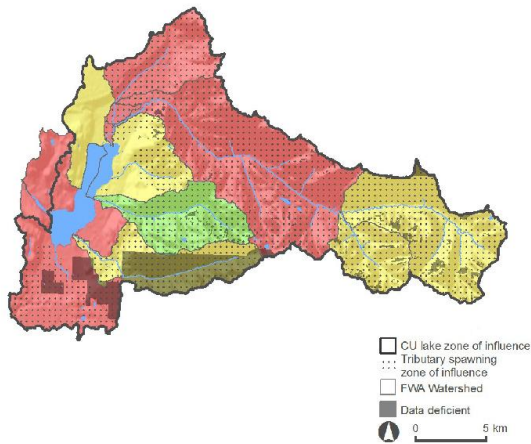 CU lake zone of influence
Tributary spawning
zone of influence
FWA Watershed
Data deficient
0 5 km